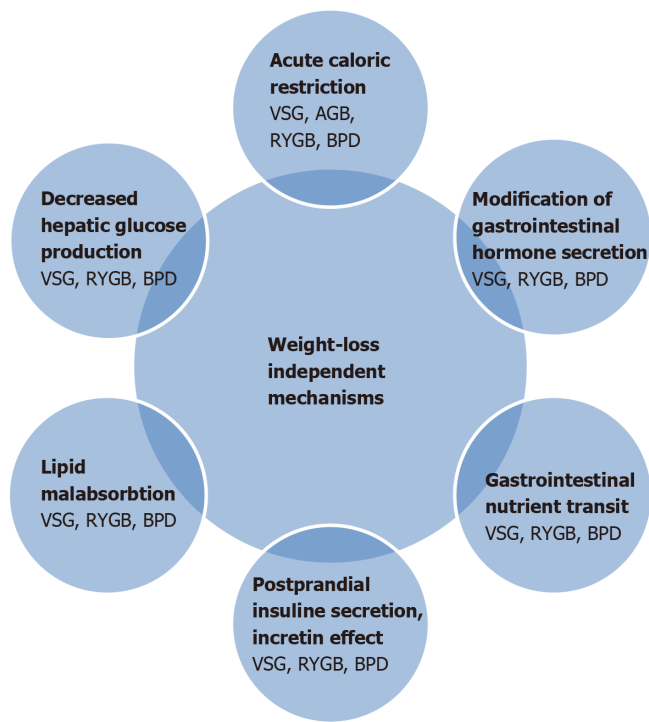 Acute caloric
restriction
VSG, AGB,
RYGB, BPD
Decreased
hepatic glucose
production
VSG, RYGB, BPD
Modification of
gastrointestinal
hormone secretion
VSG, RYGB, BPD
Weight-loss
independent
mechanisms
Lipid
malabsorbtion
VSG, RYGB, BPD
Gastrointestinal
nutrient transit
VSG, RYGB, BPD
Postprandial
insuline secretion,
incretin effect
VSG, RYGB, BPD